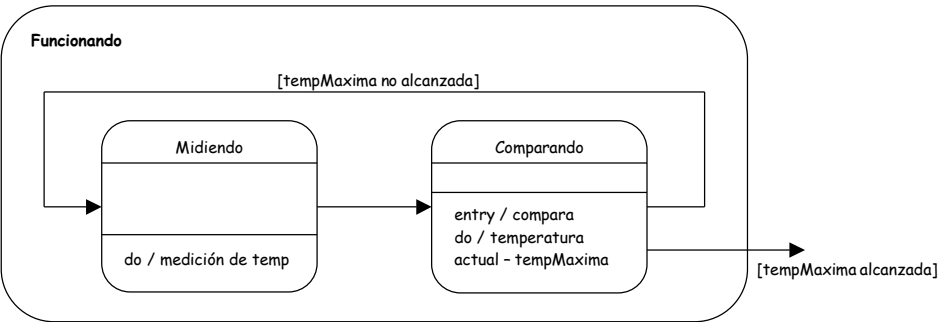 Funcionando
[tempMaxima no alcanzada]
Midiendo
do / medición de temp
Comparando
entry / compara
do / temperatura
actual – tempMaxima
[tempMaxima alcanzada]